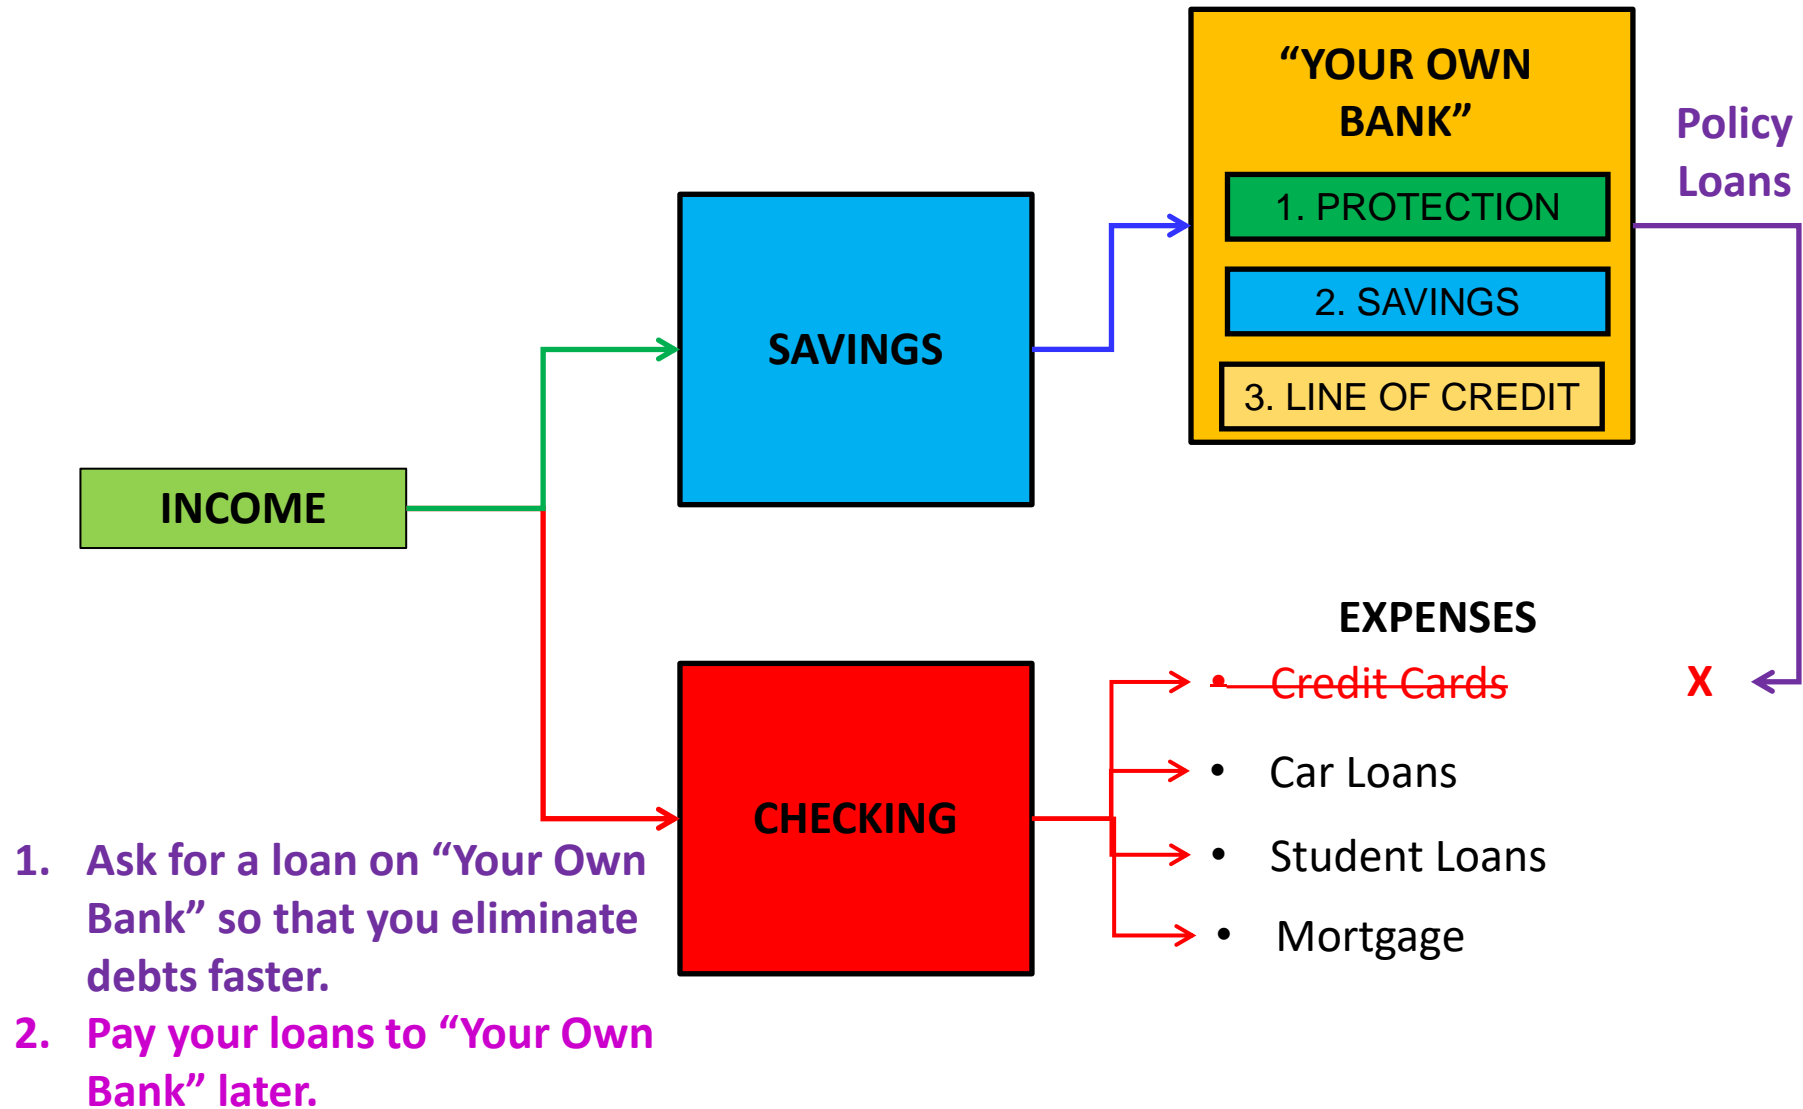 “YOUR OWN
BANK”
1. PROTECTION
2. SAVINGS
3. LINE OF CREDIT
Policy
Loans
SAVINGS
INCOME
CHECKING
EXPENSES
• Credit Cards
X
• Car Loans
• Student Loans
• Mortgage
1. Ask for a loan on “Your Own
Bank” so that you eliminate
debts faster.
2. Pay your loans to “Your Own
Bank” later.